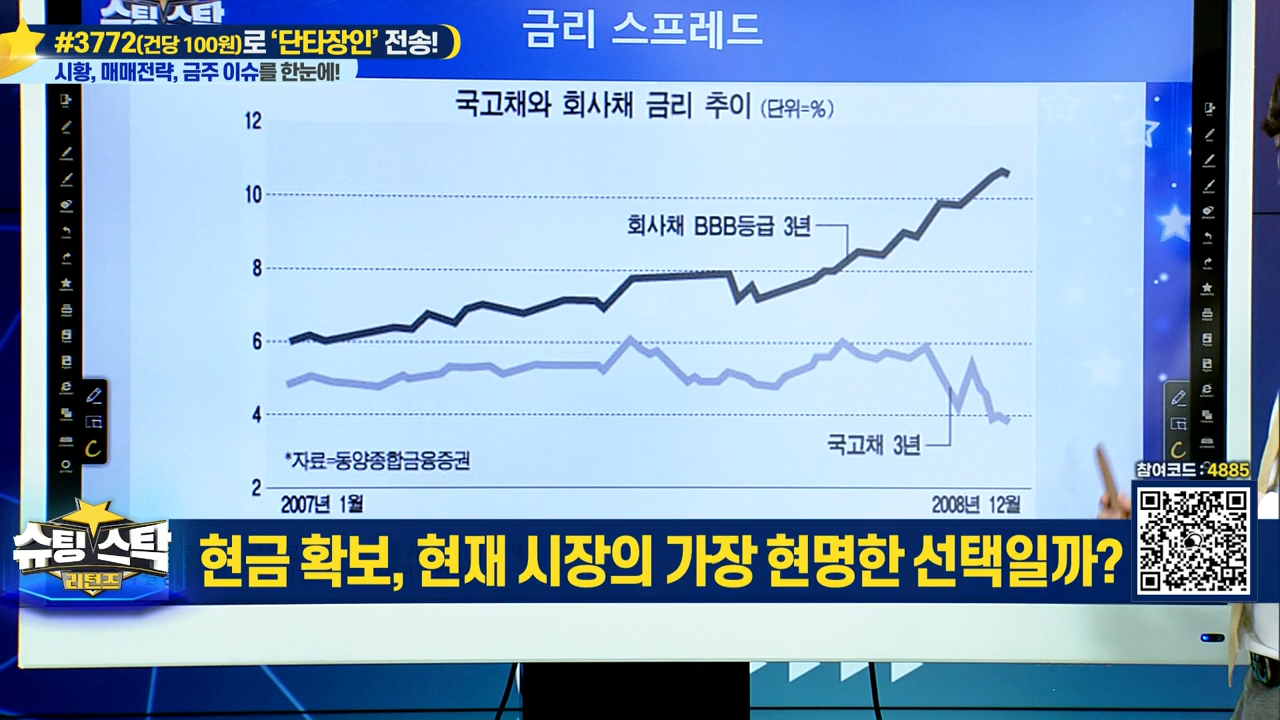 슈팅스탁
#3772(건당 100원)로 ‘단타장인’ 전송!
시황, 매매전략, 금주 이슈를 한눈에!
금리 스프레드
국고채와 회사채 금리 추이 (단위=%)
12
10
8
6
4
2
회사채 BBB등급 3년
국고채 3년
*자료=동양종합금융증권
2007년 1월
2008년 12월
참여코드 : 4885
슈팅스탁
리턴즈
현금 확보, 현재 시장의 가장 현명한 선택일까?